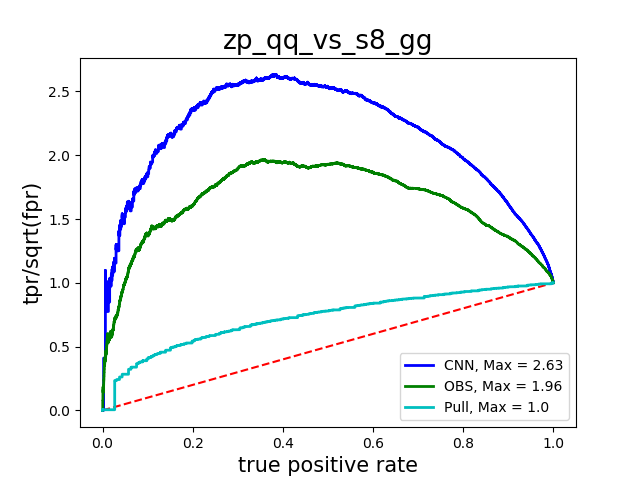 zp_qq_vs_s8_gg
tpr/sqrt(fpr)
2.5
2.0
1.5
1.0
0.5
0.0
CNN, Max = 2.63
OBS, Max = 1.96
Pull, Max = 1.0
0.0 0.2 0.4 0.6 0.8 1.0
true positive rate